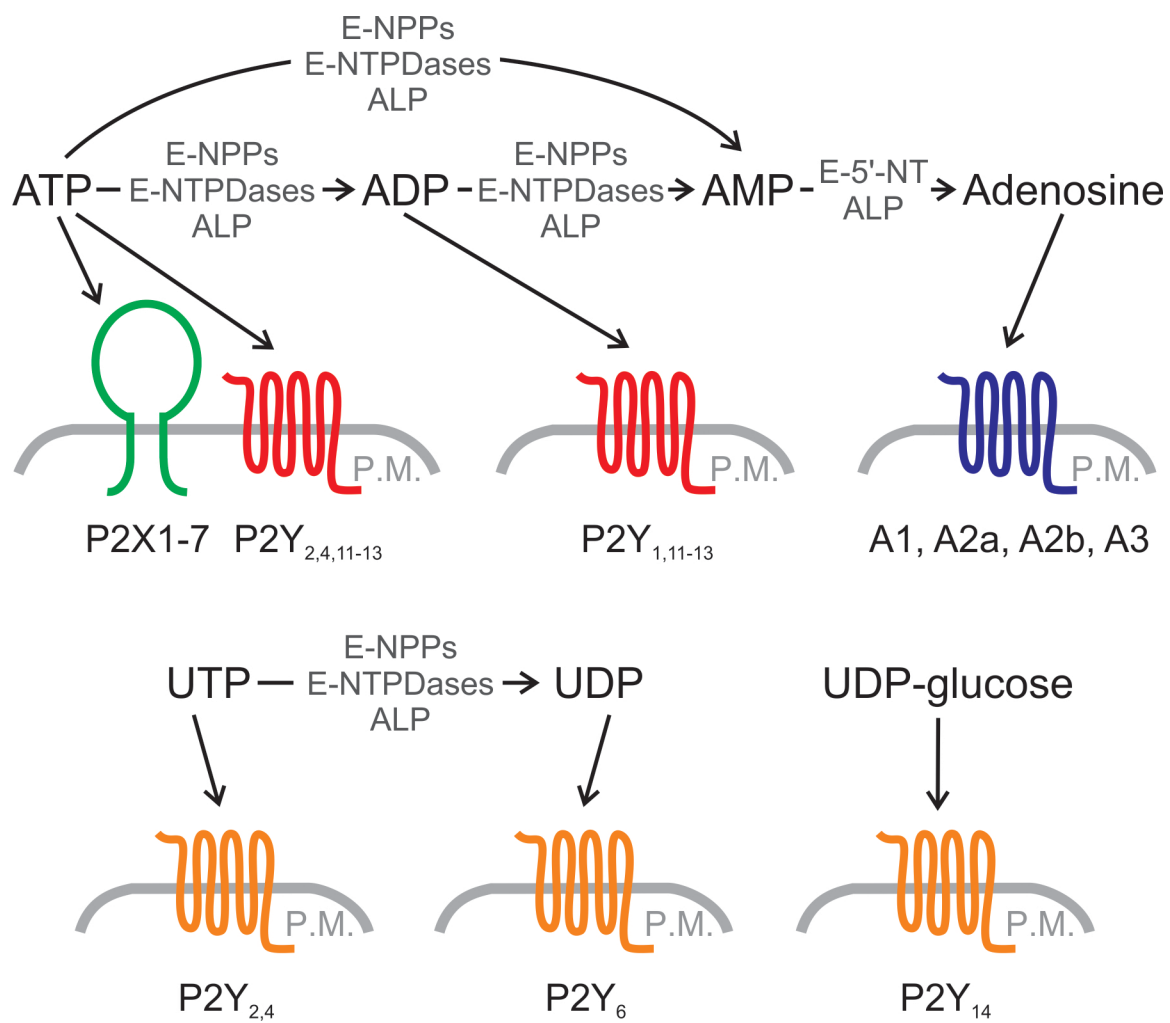 E-NPPs
E-NTPDases
ALP
E-NPPs
E-NPPs
ATP E-NTPDases ADP E-NTPDases AMP E-5'-NT Adenosine
ALP ALP ALP
P.M. P.M. P.M.
P2X1-7 P2Y2,4,11-13 P2Y1,11-13 A1, A2a, A2b, A3
E-NPPs
UTP E-NTPDases UDP UDP-glucose
ALP
P.M. P.M. P.M.
P2Y2,4 P2Y6 P2Y14